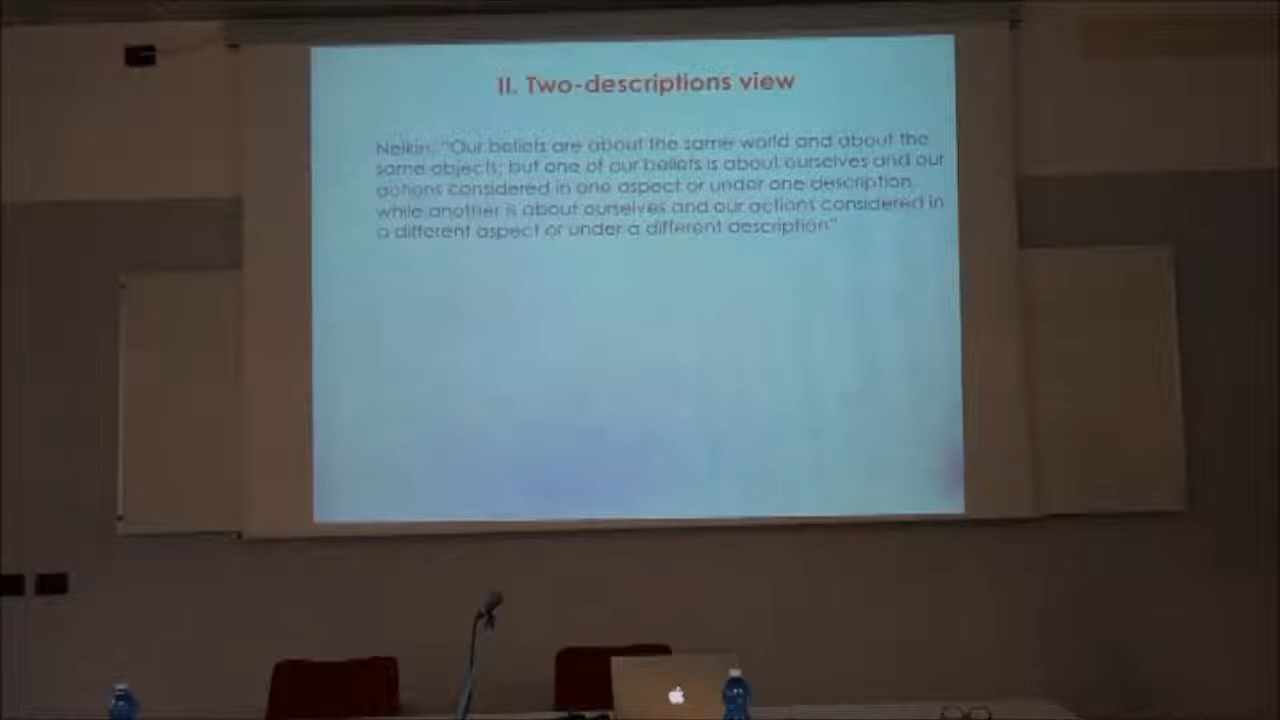 II. Two-descriptions view
Nelkin: "Our beliefs are about the same world and about the
same objects; but one of our beliefs is about ourselves and our
actions considered in one aspect or under one description,
while another is about ourselves and our actions considered in
a different aspect or under a different description"